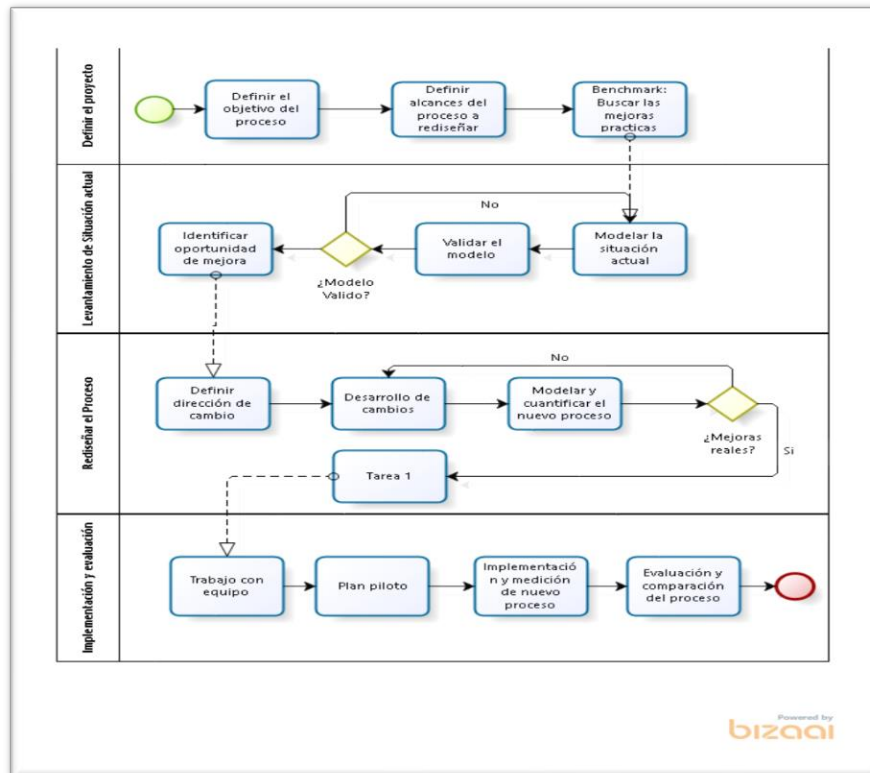 Definir el proyecto
Definir el
objetivo del
proceso
Definir
alcances del
proceso a
rediseñar
Benchmark:
Buscar las
mejoras
practicas
Levantamiento de Situación actual
No
Identificar
oportunidad
de mejora
¿Modelo
Valido?
Validar el
modelo
Modelar la
situación
actual
Rediseñar el Proceso
No
Definir
dirección de
cambio
Desarrollo de
cambios
Modelar y
cuantificar el
nuevo proceso
¿Mejoras
reales?
Si
Tarea 1
Implementación y evaluación
Trabajo con
equipo
Plan piloto
Implementació
n y medición
de nuevo
proceso
Evaluación y
comparación
del proceso
Powered by
bizagi